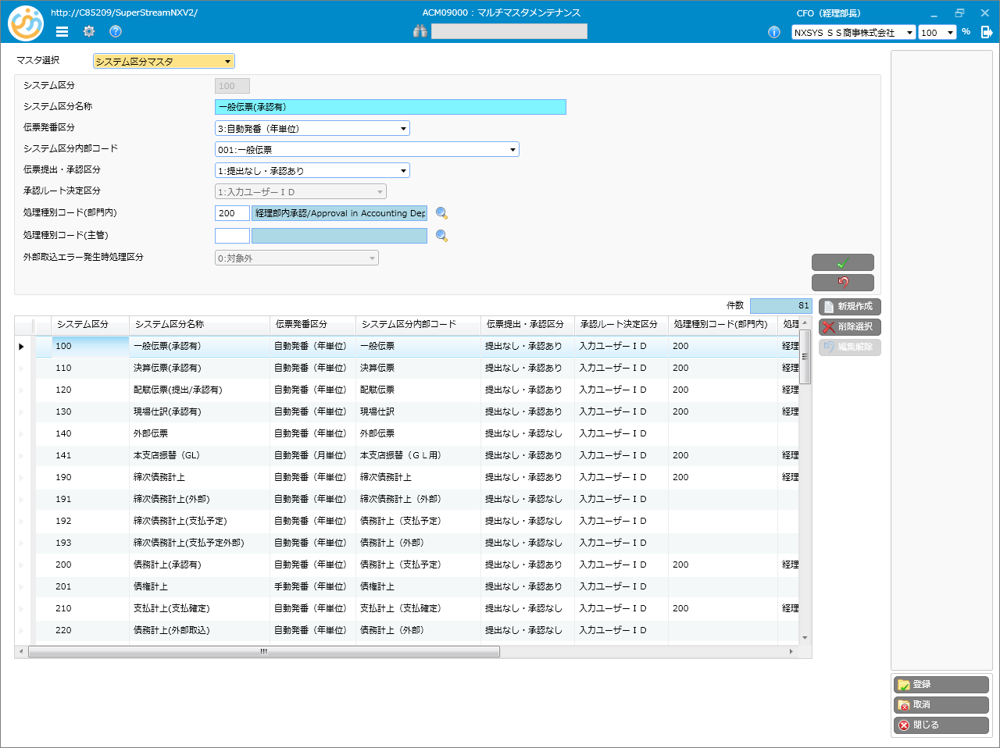 http://C85209/SuperStreamNXV2/
ACM09000 : マルチマスタメンテナンス
CFO（経理部長）
NXSYS ＳＳ商事株式会社
100
%
マスタ選択
システム区分マスタ
システム区分
100
システム区分名称
一般伝票(承認有)
伝票発番区分
3:自動発番（年単位）
システム区分内部コード
001:一般伝票
伝票提出・承認区分
1:提出なし・承認あり
承認ルート決定区分
1:入力ユーザーＩＤ
処理種別コード(部門内)
200
経理部内承認/Approval in Accounting Dep
処理種別コード(主管)
外部取込エラー発生時処理区分
0:対象外
件数
81
新規作成
削除選択
編集解除
システム区分 システム区分名称 伝票発番区分 システム区分内部コード 伝票提出・承認区分 承認ルート決定区分 処理種別コード(部門内) 処理
100 一般伝票(承認有) 自動発番（年単位） 一般伝票 提出なし・承認あり 入力ユーザーＩＤ 200 経理
110 決算伝票(承認有) 自動発番（年単位） 決算伝票 提出なし・承認あり 入力ユーザーＩＤ 200 経理
120 配賦伝票(提出/承認有) 自動発番（年単位） 配賦伝票 提出なし・承認あり 入力ユーザーＩＤ 200 経理
130 現場仕訳(承認有) 自動発番（年単位） 現場仕訳 提出なし・承認あり 入力ユーザーＩＤ 200 経理
140 外部伝票 自動発番（年単位） 外部伝票 提出なし・承認なし 入力ユーザーＩＤ
141 本支店振替（GL） 自動発番（月単位） 本支店振替（ＧＬ用） 提出なし・承認あり 入力ユーザーＩＤ 200 経理
190 締次債務計上 自動発番（年単位） 締次債務計上 提出なし・承認あり 入力ユーザーＩＤ 200 経理
191 締次債務計上(外部) 自動発番（年単位） 締次債務計上（外部） 提出なし・承認なし 入力ユーザーＩＤ
192 締次債務計上(支払予定) 自動発番（年単位） 債務計上（支払予定） 提出なし・承認なし 入力ユーザーＩＤ
193 締次債務計上(支払予定外部) 自動発番（年単位） 債務計上（外部） 提出なし・承認なし 入力ユーザーＩＤ
200 債務計上(承認有) 自動発番（年単位） 債務計上（支払予定） 提出なし・承認あり 入力ユーザーＩＤ 200 経理
201 債権計上 手動発番（年単位） 債権計上 提出なし・承認あり 入力ユーザーＩＤ
210 支払計上(支払確定) 自動発番（年単位） 支払計上（支払確定） 提出なし・承認なし 入力ユーザーＩＤ 200 経理
220 債務計上(外部取込) 自動発番（年単位） 債務計上（外部） 提出なし・承認なし 入力ユーザーＩＤ
登録
取消
閉じる